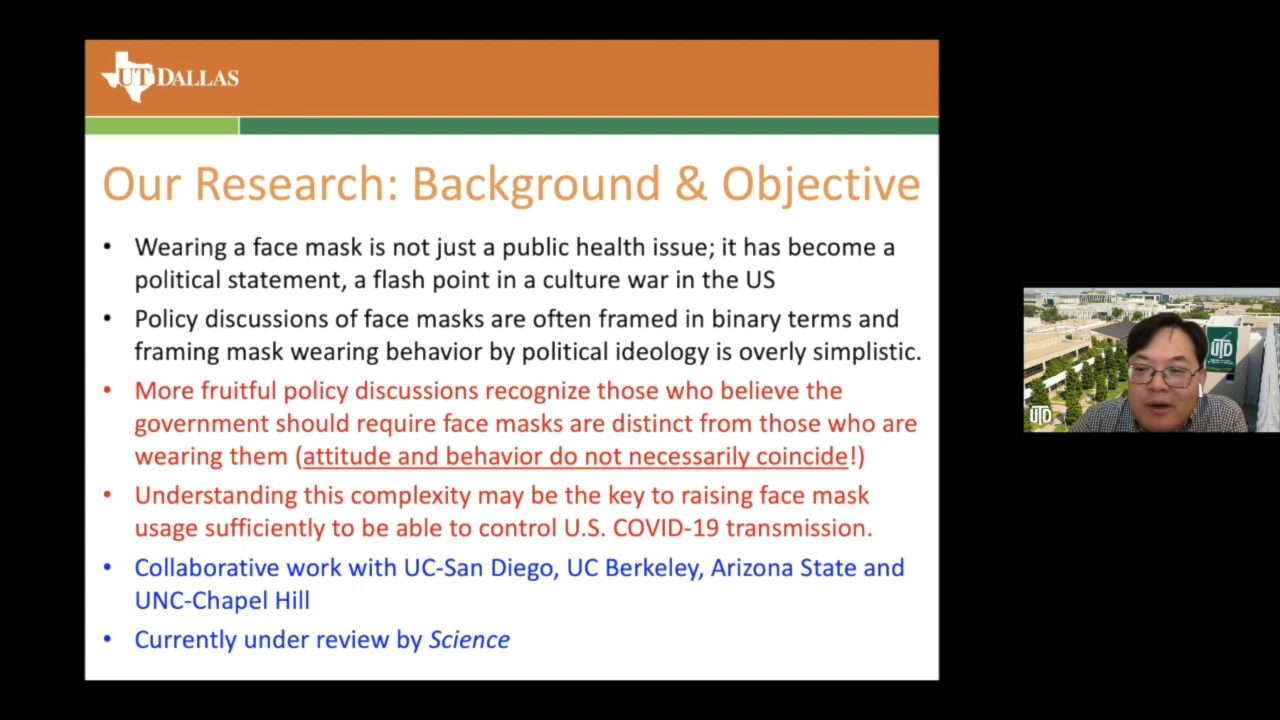 UT DALLAS
Our Research: Background & Objective
• Wearing a face mask is not just a public health issue; it has become a
political statement, a flash point in a culture war in the US
• Policy discussions of face masks are often framed in binary terms and
framing mask wearing behavior by political ideology is overly simplistic.
• More fruitful policy discussions recognize those who believe the
government should require face masks are distinct from those who are
wearing them (attitude and behavior do not necessarily coincide!)
• Understanding this complexity may be the key to raising face mask
usage sufficiently to be able to control U.S. COVID-19 transmission.
• Collaborative work with UC-San Diego, UC Berkeley, Arizona State and
UNC-Chapel Hill
• Currently under review by Science
UTD
UTD